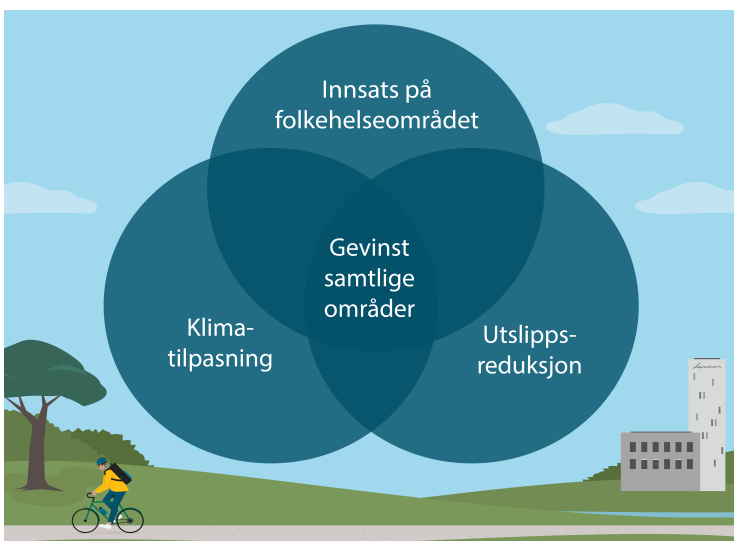 Innsats på
folkehelseområdet
Gevinst
samtlige
områder
Klima-
tilpasning
Utslipps-
reduksjon